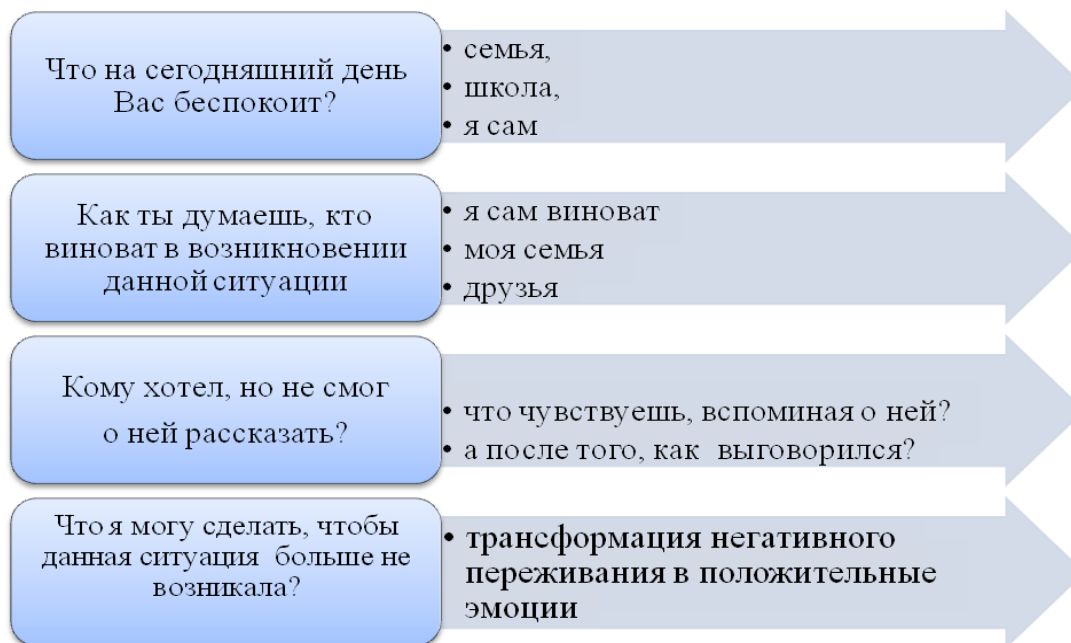 Что на сегодняшний день
Вас беспокоит?
• семья,
• школа,
• я сам
Как ты думаешь, кто
виноват в возникновении
данной ситуации
• я сам виноват
• моя семья
• друзья
Кому хотел, но не смог
о ней рассказать?
• что чувствуешь, вспоминая о ней?
• а после того, как выговорился?
Что я могу сделать, чтобы
данная ситуация больше не
возникала?
• трансформация негативного
переживания в положительные
эмоции